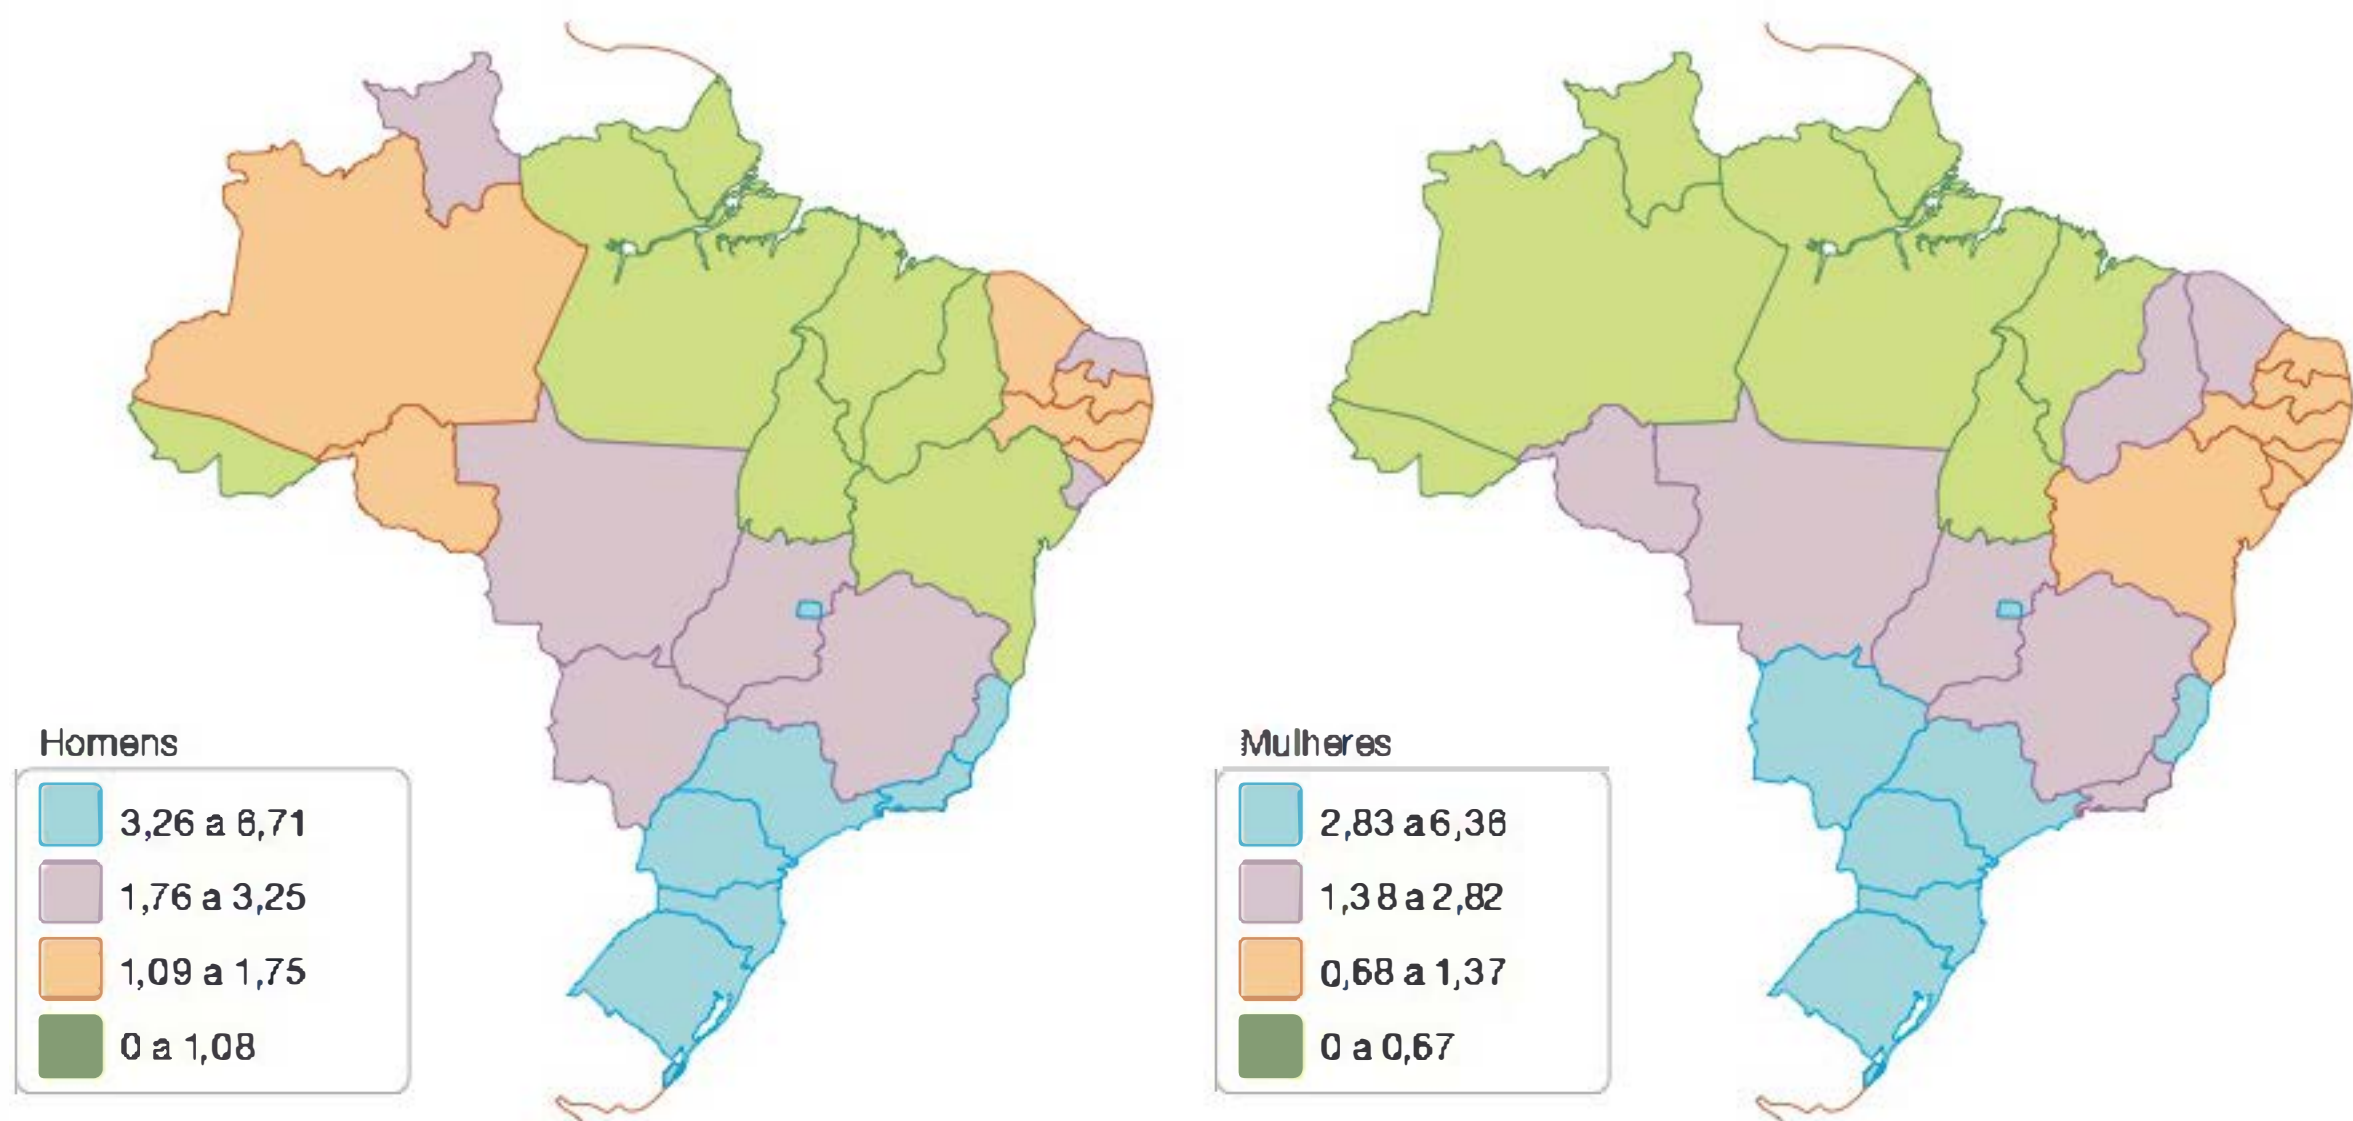 Homens
3,26 a 6,71
1,76 a 3,25
1,09 a 1,75
0 a 1,08
Mulheres
2,83 a 6,36
1,38 a 2,82
0,68 a 1,37
0 a 0,67